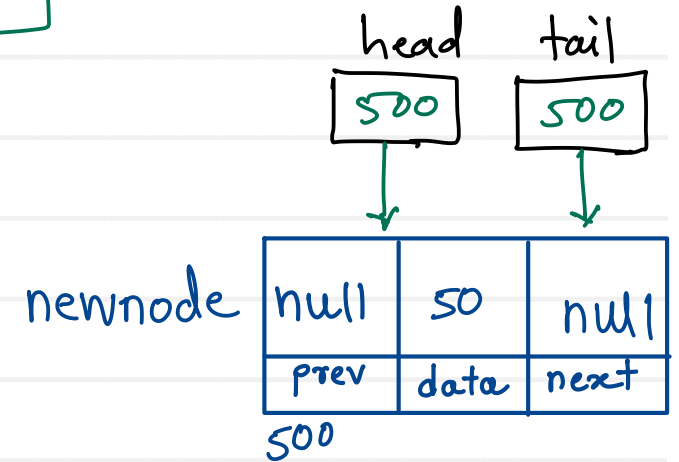 head tail
500 500
newnode null 50 null
prev data next
500